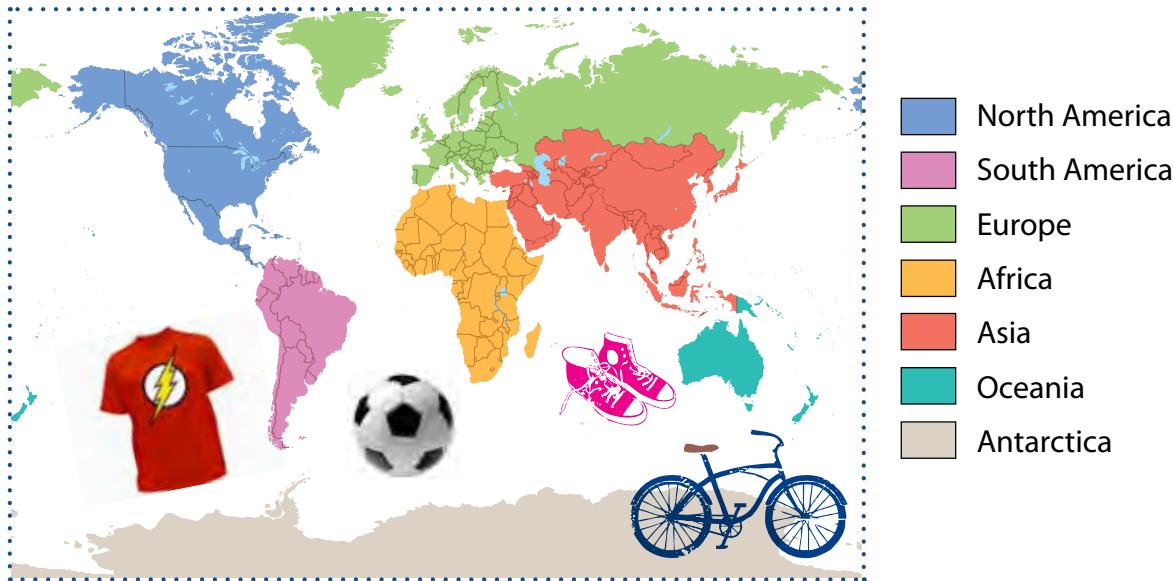 North America
South America
Europe
Africa
Asia
Oceania
Antarctica